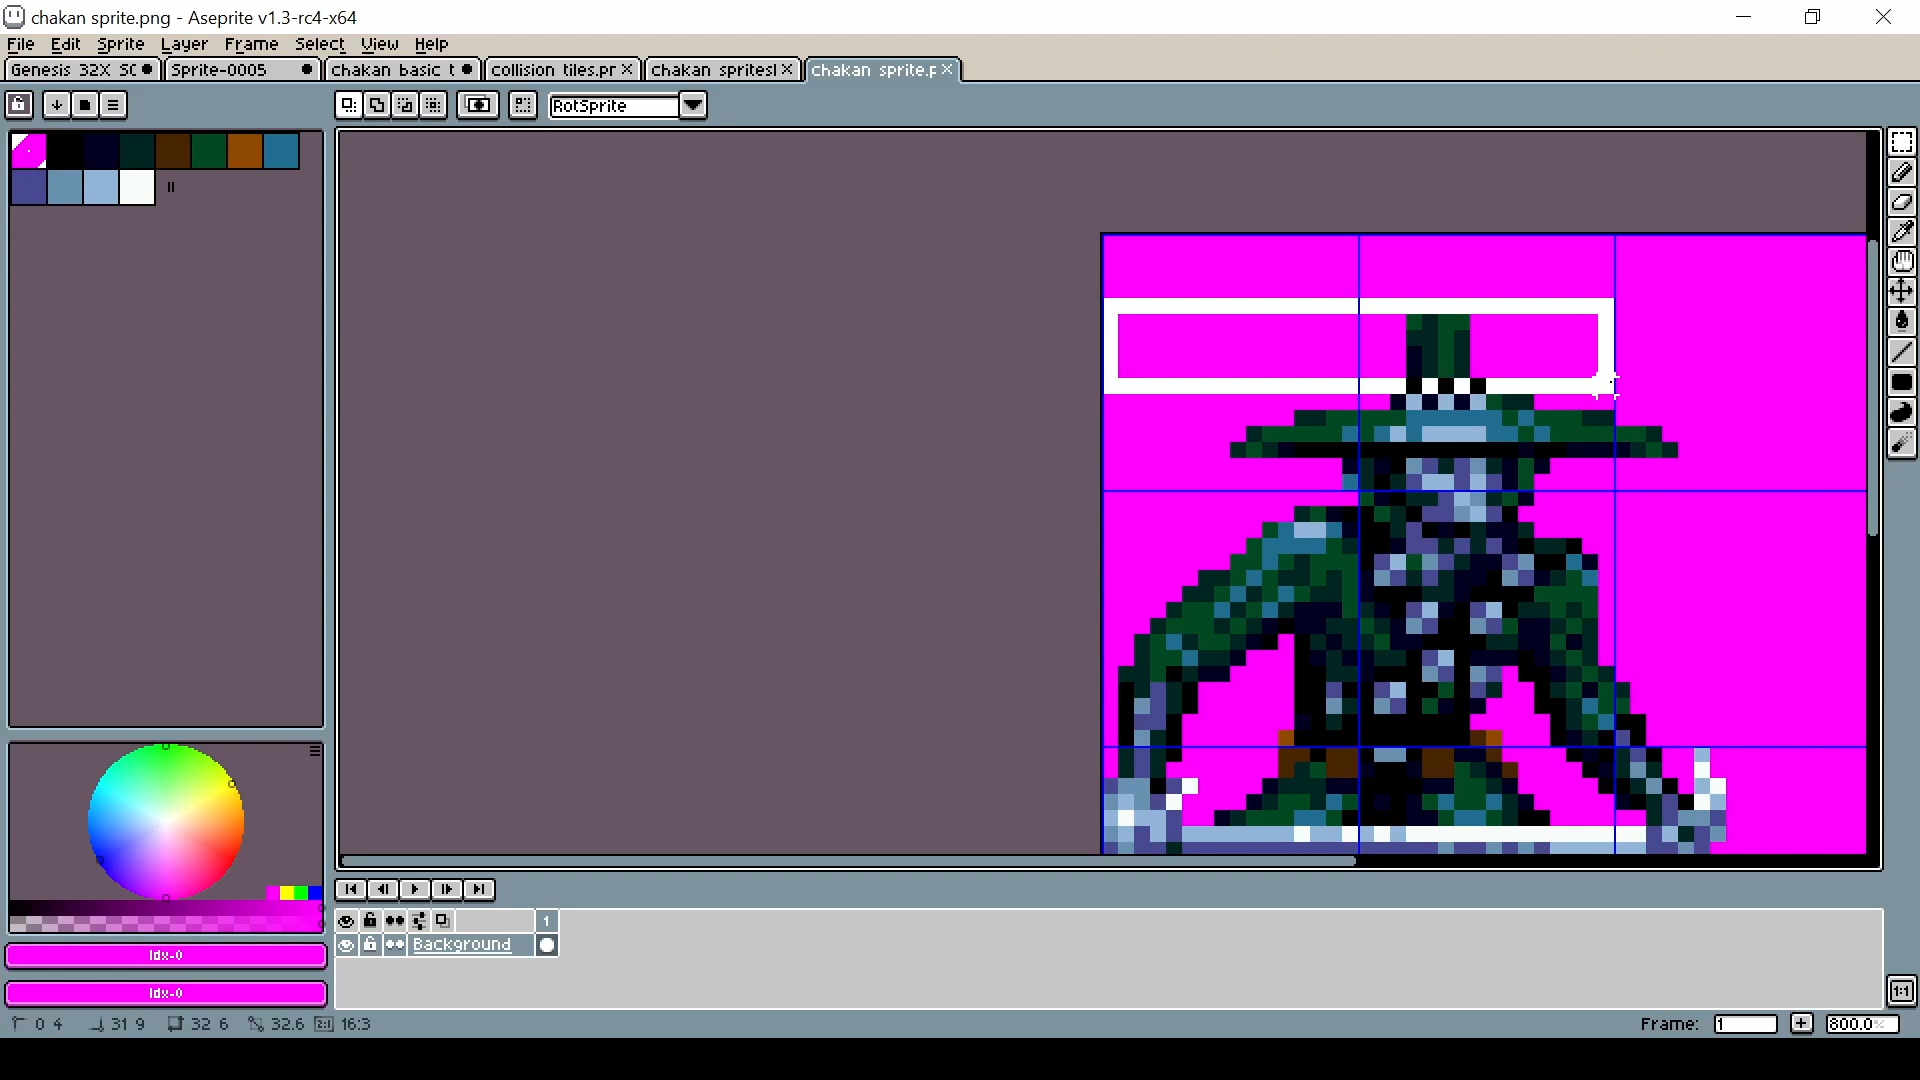 chakan sprite.png - Aseprite v1.3-rc4-x64
File Edit Sprite Layer Frame Select View Help
Genesis 32X SC Sprite-0005 chakan basic t collision tiles.pr chakan spritesl chakan sprite.p
RotSprite
1
Background
Idx-0
Idx-0
0 4 31 9 32 6 32.6 16:3 Frame: 1 + 800.0
1:1